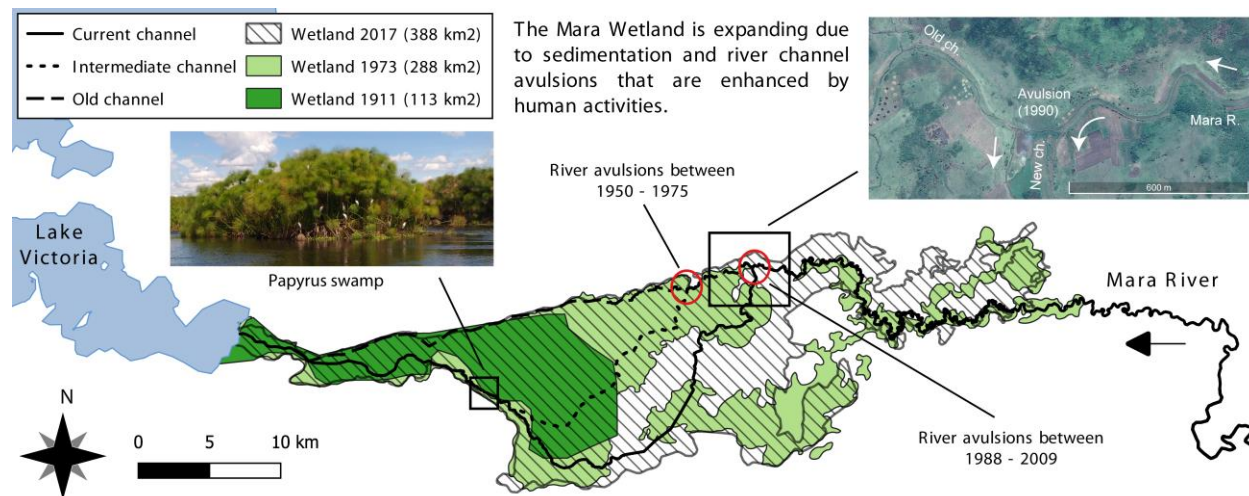 Current channel
Intermediate channel
Old channel
Wetland 2017 (388 km2)
Wetland 1973 (288 km2)
Wetland 1911 (113 km2)
The Mara Wetland is expanding due
to sedimentation and river channel
avulsions that are enhanced by
human activities.
Old ch.
Avulsion
(1990)
Mara R.
New ch.
600 m
River avulsions between
1950 - 1975
Lake
Victoria
Papyrus swamp
Mara River
N
0 5 10 km
River avulsions between
1988 - 2009